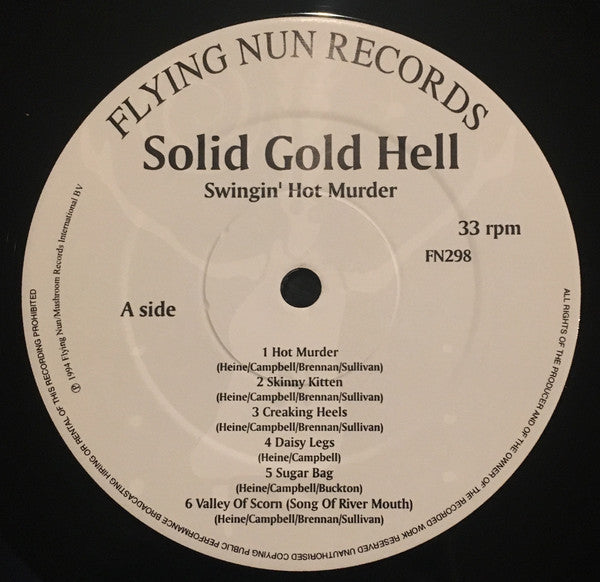 FLYING NUN RECORDS
Solid Gold Hell
Swingin' Hot Murder
33 rpm
FN298
A side
1 Hot Murder
(Heine/Campbell/Brennan/Sullivan)
2 Skinny Kitten
(Heine/Campbell/Brennan/Sullivan)
3 Creaking Heels
(Heine/Campbell/Brennan/Sullivan)
4 Daisy Legs
(Heine/Campbell)
5 Sugar Bag
(Heine/Campbell/Buckton)
6 Valley Of Scorn (Song Of River Mouth)
(Heine/Campbell/Brennan/Sullivan)
℗ 1994 Flying Nun/Mushroom Records International BV
ALL RIGHTS OF THE PRODUCER AND OF THE OWNER OF THE RECORDED WORK RESERVED UNAUTHORISED COPYING PUBLIC PERFORMANCE BROADCASTING HIRING OR RENTAL OF THIS RECORDING PROHIBITED